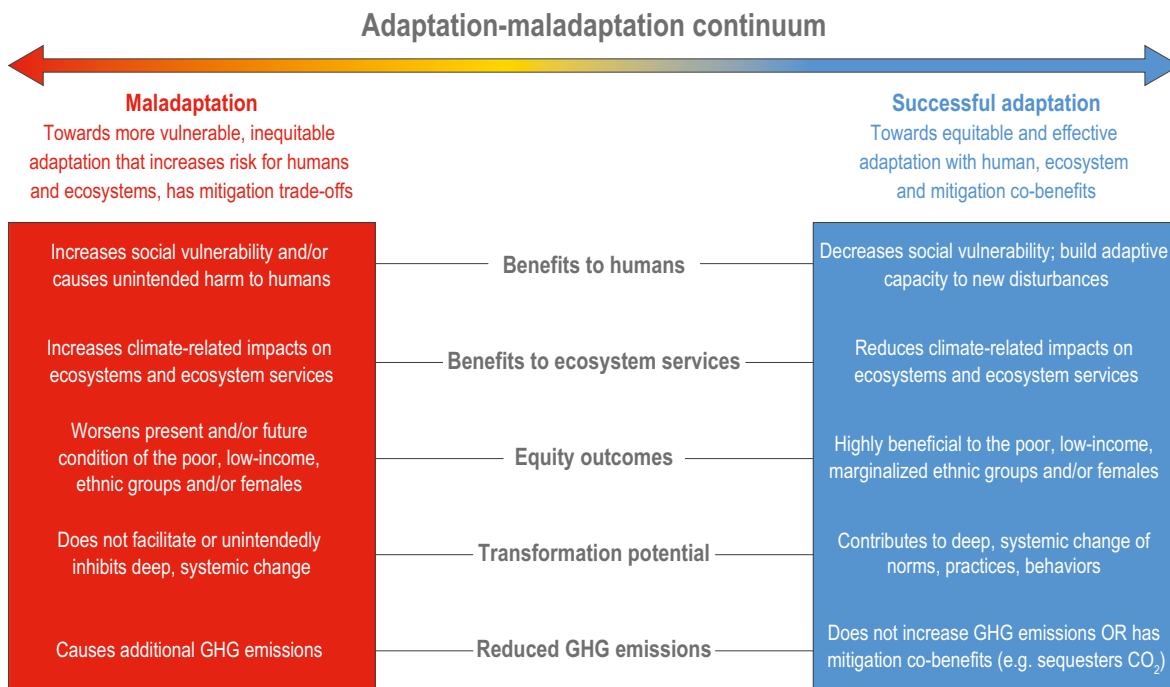 Adaptation-maladaptation continuum
Maladaptation
Towards more vulnerable, inequitable
adaptation that increases risk for humans
and ecosystems, has mitigation trade-offs
Successful adaptation
Towards equitable and effective
adaptation with human, ecosystem
and mitigation co-benefits
Increases social vulnerability and/or
causes unintended harm to humans
Benefits to humans
Decreases social vulnerability; build adaptive
capacity to new disturbances
Increases climate-related impacts on
ecosystems and ecosystem services
Benefits to ecosystem services
Reduces climate-related impacts on
ecosystems and ecosystem services
Worsens present and/or future
condition of the poor, low-income,
ethnic groups and/or females
Equity outcomes
Highly beneficial to the poor, low-income,
marginalized ethnic groups and/or females
Does not facilitate or unintendedly
inhibits deep, systemic change
Transformation potential
Contributes to deep, systemic change of
norms, practices, behaviors
Causes additional GHG emissions
Reduced GHG emissions
Does not increase GHG emissions OR has
mitigation co-benefits (e.g. sequesters CO₂)